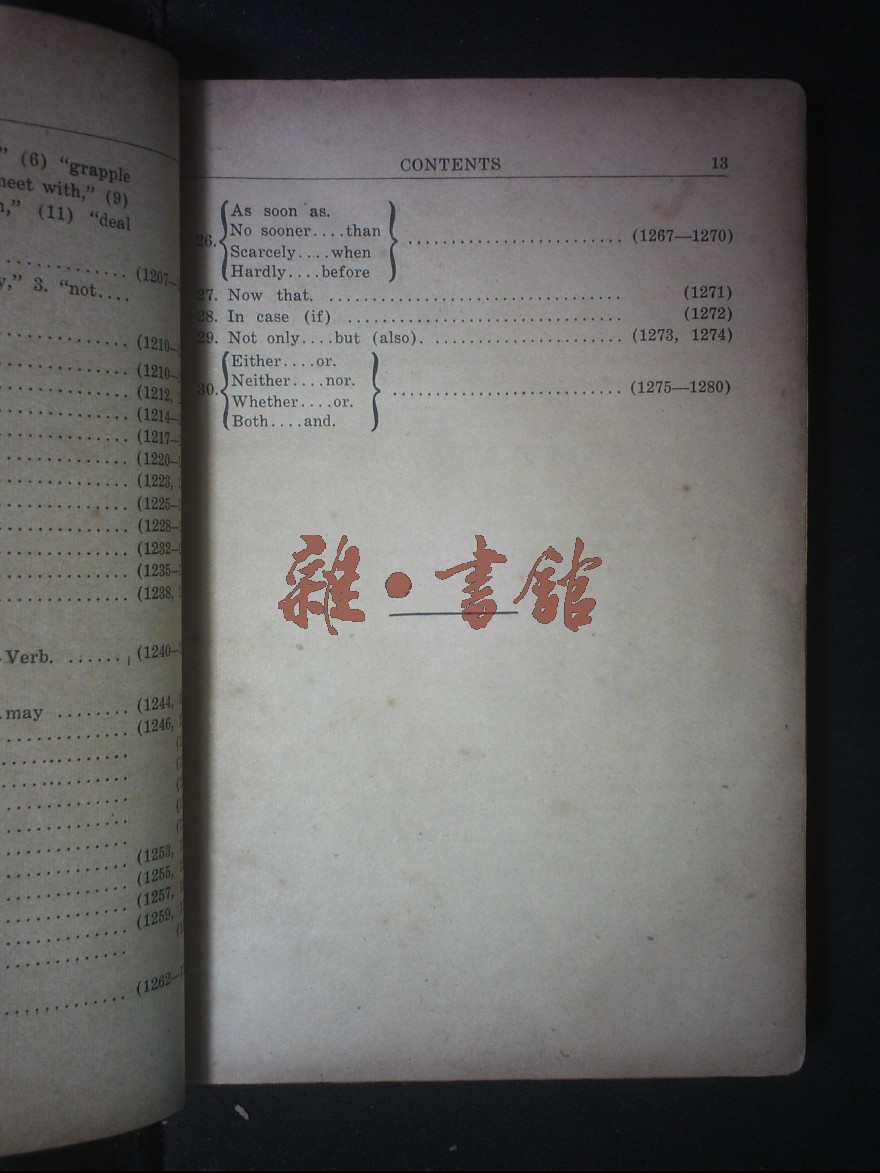 ” (6) “grapple
meet with,” (9)
,” (11) “deal
............. (1207–
,” 3. “not....
............. (1210–
............. (1210–
............. (1212,
............. (1214–
............. (1217–
............. (1220–
............. (1223,
............. (1225–
............. (1228–
............. (1232–
............. (1235–
............. (1238,
Verb. ....... (1240–
may ........ (1244,
............. (1246,
............. (1253,
............. (1255,
............. (1257,
............. (1259,
............. (1262–
CONTENTS 13
26. As soon as.
No sooner....than
Scarcely....when
Hardly....before
........................ (1267—1270)
27. Now that. ................................ (1271)
28. In case (if) .............................. (1272)
29. Not only....but (also). ..................... (1273, 1274)
30. Either....or.
Neither....nor.
Whether....or.
Both....and.
......................... (1275—1280)
雜·書館